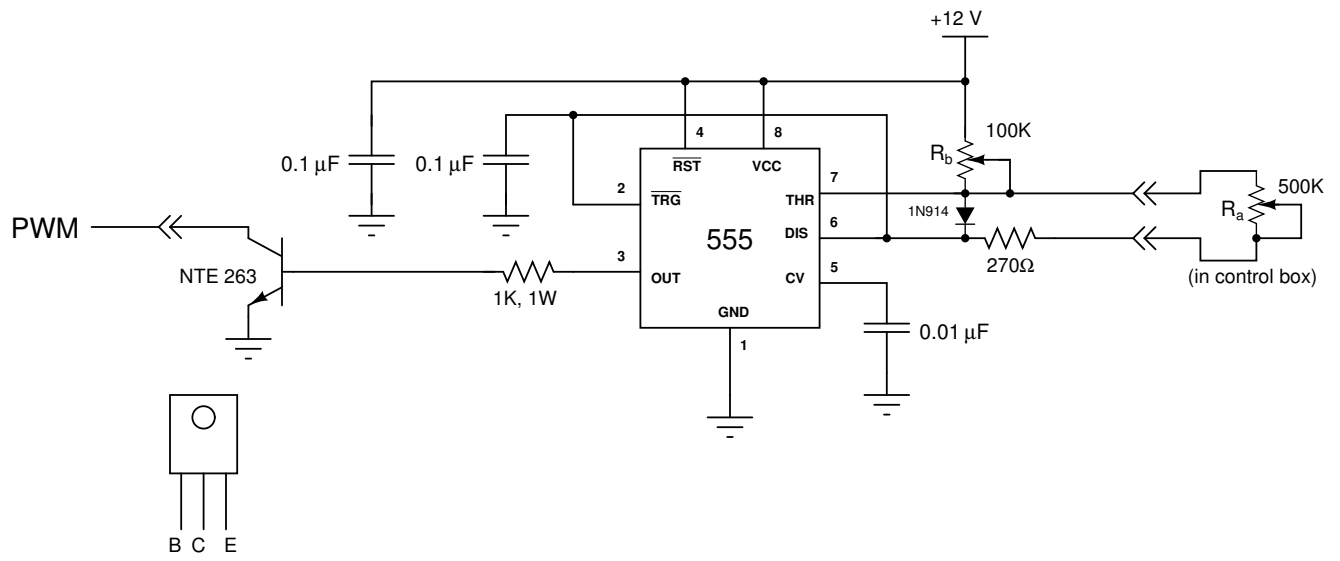 +12 V
0.1 μF
0.1 μF
4
8
RST
VCC
2
TRG
3
OUT
555
7
THR
6
DIS
5
CV
GND
1
100K
Rb
1N914
270Ω
500K
Ra
(in control box)
0.01 μF
PWM
NTE 263
1K, 1W
B C E